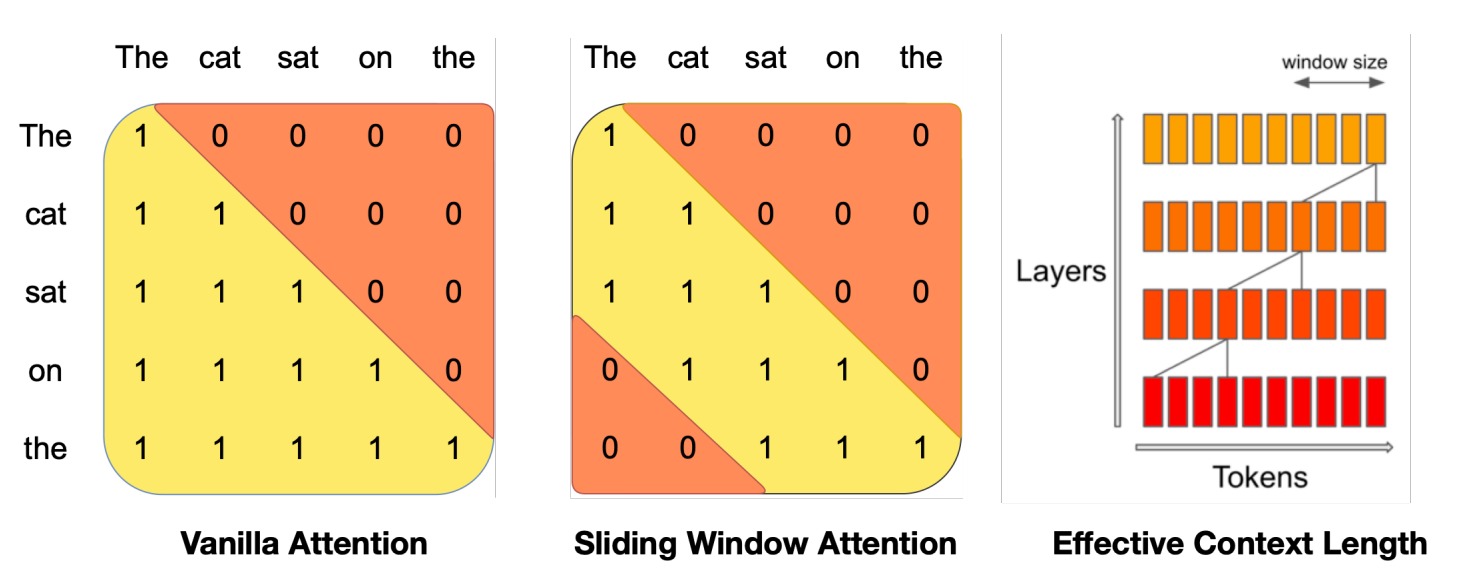 The cat sat on the
The 1 0 0 0 0
cat 1 1 0 0 0
sat 1 1 1 0 0
on 1 1 1 1 0
the 1 1 1 1 1
Vanilla Attention
The cat sat on the
1 0 0 0 0
1 1 0 0 0
1 1 1 0 0
0 1 1 1 0
0 0 1 1 1
Sliding Window Attention
window size
Layers
Tokens
Effective Context Length